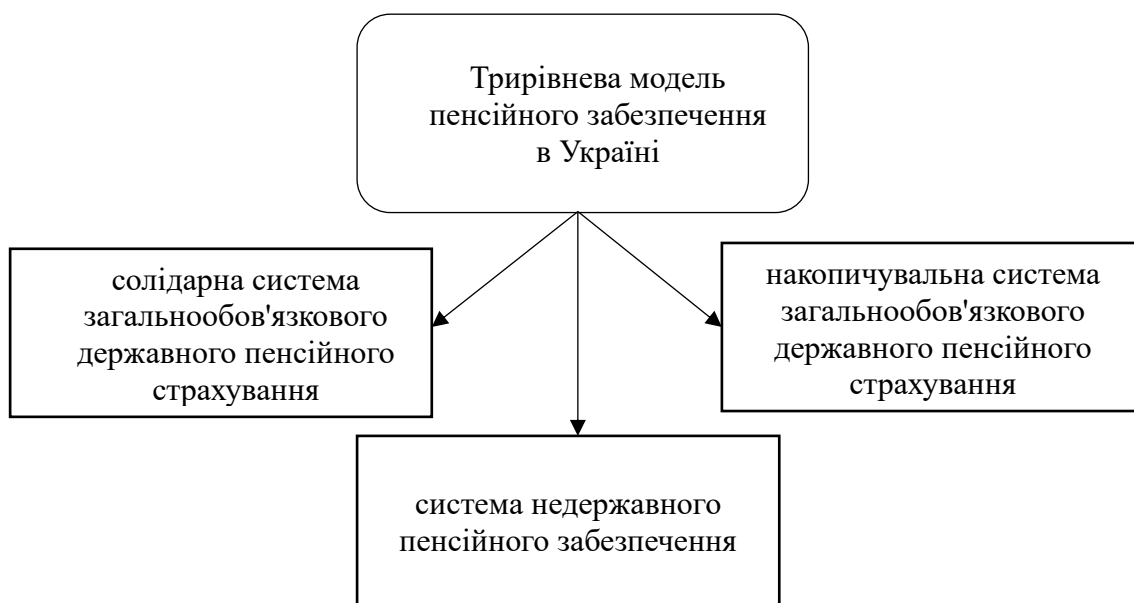 Трирівнева модель
пенсійного забезпечення
в Україні
солідарна система
загальнообов'язкового
державного пенсійного
страхування
накопичувальна система
загальнообов'язкового
державного пенсійного
страхування
система недержавного
пенсійного забезпечення